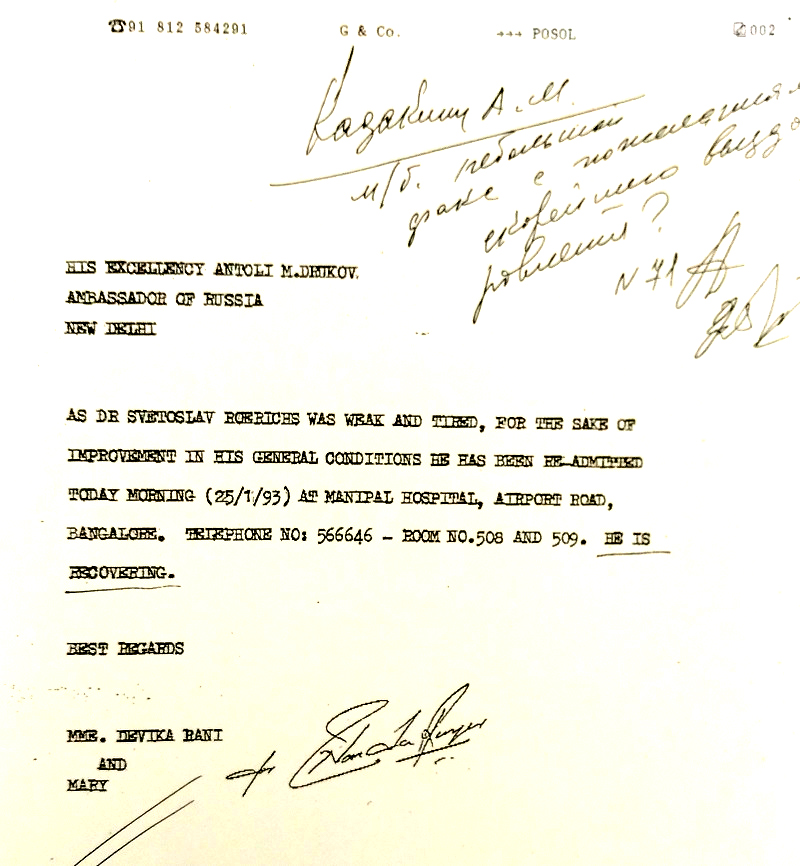 ☎91 812 584291 G & Co. →→→ POSOL 002
Казакину А.М.
м/б. небольшой
факс с пожеланиями
скорейшего выздо
ровления?
N 71
HIS EXCELLENCY ANTOLI M.DRUKOV.
AMBASSADOR OF RUSSIA
NEW DELHI
AS DR SVETOSLAV ROERICHS WAS WEAK AND TIRED, FOR THE SAKE OF
IMPROVEMENT IN HIS GENERAL CONDITIONS HE HAS BEEN RE-ADMITTED
TODAY MORNING (25/1/93) AT MANIPAL HOSPITAL, AIRPORT ROAD,
BANGALORE. TELEPHONE NO: 566646 - ROOM NO.508 AND 509. HE IS
RECOVERING.
BEST REGARDS
MME. DEVIKA RANI
AND
MARY